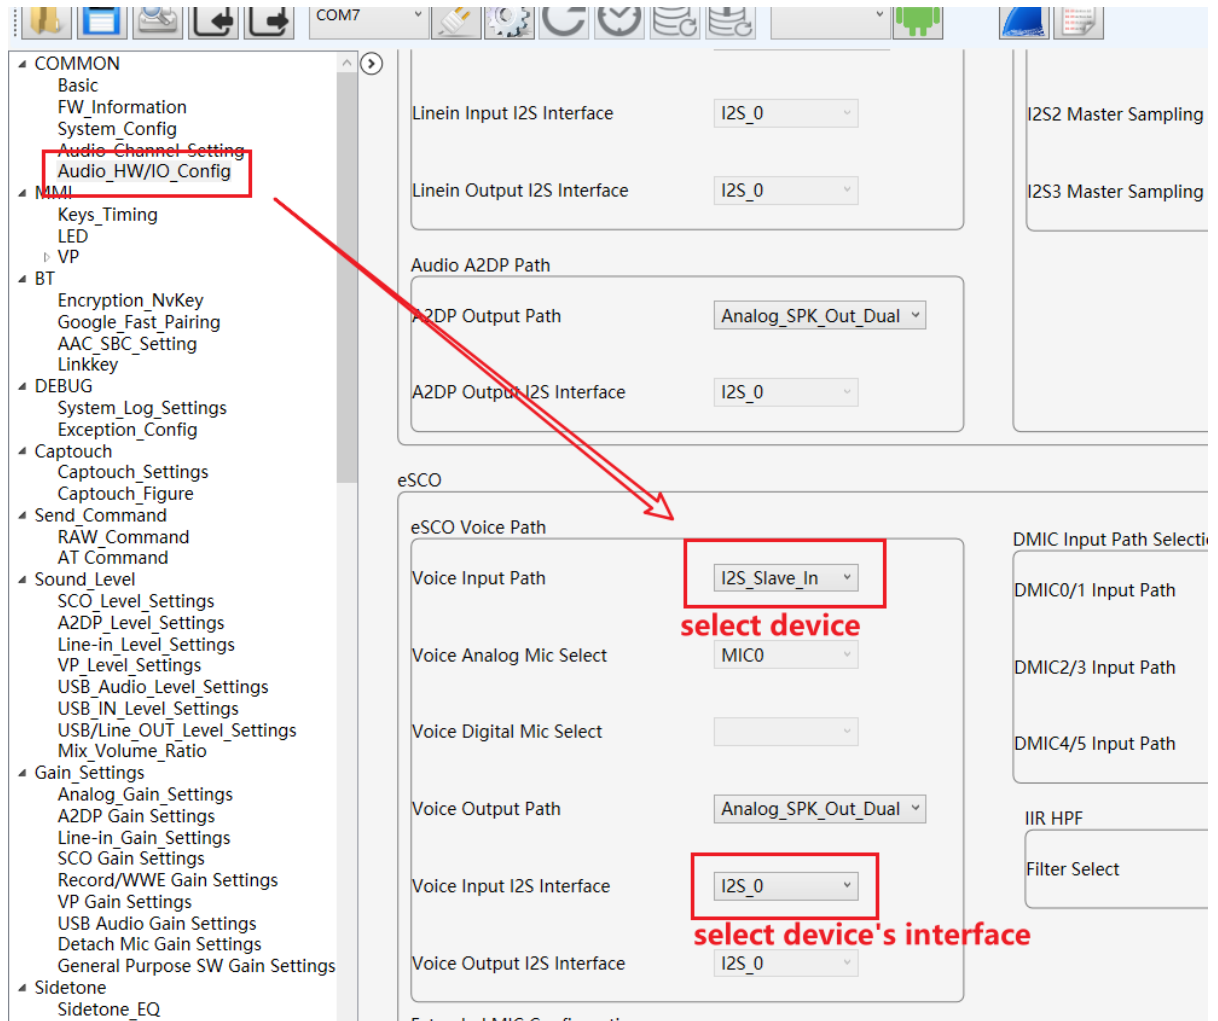 COM7
COMMON
Basic
FW_Information
System_Config
Audio Channel Setting
Audio_HW/IO_Config
MMI
Keys_Timing
LED
VP
BT
Encryption_NvKey
Google_Fast_Pairing
AAC_SBC_Setting
Linkkey
DEBUG
System_Log_Settings
Exception_Config
Captouch
Captouch_Settings
Captouch_Figure
Send_Command
RAW_Command
AT Command
Sound_Level
SCO_Level_Settings
A2DP_Level_Settings
Line-in_Level_Settings
VP_Level_Settings
USB_Audio_Level_Settings
USB_IN_Level_Settings
USB/Line_OUT_Level_Settings
Mix_Volume_Ratio
Gain_Settings
Analog_Gain_Settings
A2DP Gain Settings
Line-in_Gain_Settings
SCO Gain Settings
Record/WWE Gain Settings
VP Gain Settings
USB Audio Gain Settings
Detach Mic Gain Settings
General Purpose SW Gain Settings
Sidetone
Sidetone_EQ
Linein Input I2S Interface I2S_0
Linein Output I2S Interface I2S_0
Audio A2DP Path
A2DP Output Path Analog_SPK_Out_Dual
A2DP Output I2S Interface I2S_0
eSCO
eSCO Voice Path
Voice Input Path I2S_Slave_In
select device
Voice Analog Mic Select MIC0
Voice Digital Mic Select
Voice Output Path Analog_SPK_Out_Dual
Voice Input I2S Interface I2S_0
select device's interface
Voice Output I2S Interface I2S_0
I2S2 Master Sampling
I2S3 Master Sampling
DMIC Input Path Selecti
DMIC0/1 Input Path
DMIC2/3 Input Path
DMIC4/5 Input Path
IIR HPF
Filter Select